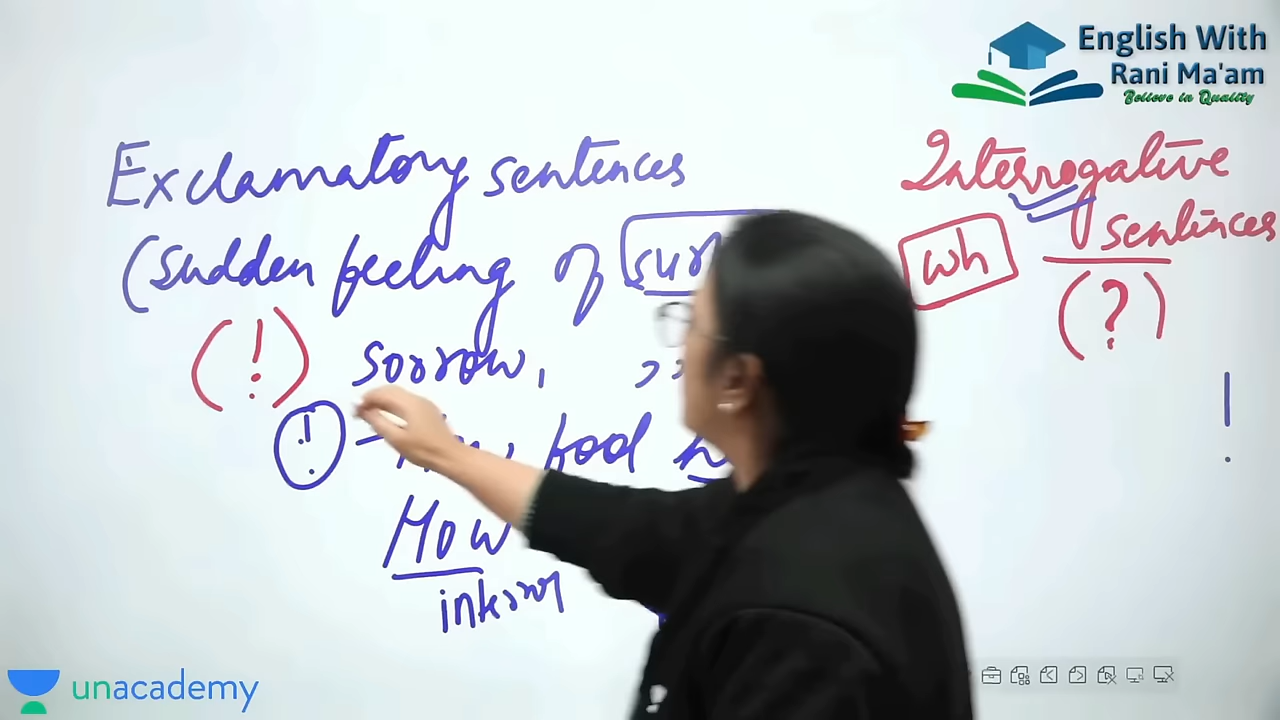 English With
Rani Ma'am
Believe in Quality
Exclamatory sentences
(sudden feeling of
(!) sorrow,
! food
How
Interrogative
sentences
wh
(?)
!
unacademy